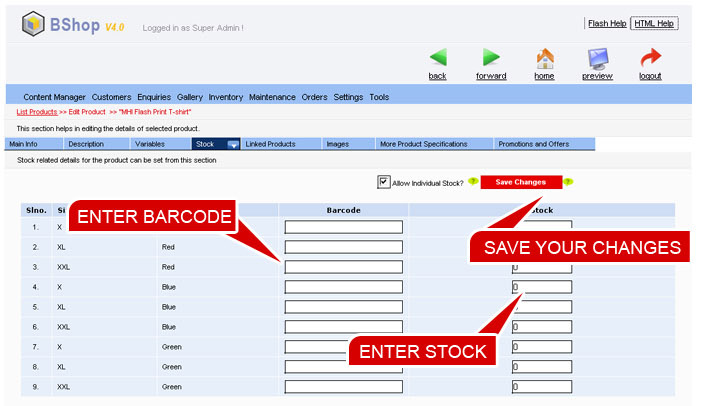 BShop V4.0
Logged in as Super Admin !
Flash Help HTML Help
back forward home preview logout
Content Manager Customers Enquiries Gallery Inventory Maintenance Orders Settings Tools
List Products >> Edit Product >> "MHI Flash Print T-shirt"
This section helps in editing the details of selected product.
Main Info Description Variables Stock Linked Products Images More Product Specifications Promotions and Offers
Stock related details for the product can be set from this section
Allow Individual Stock? ? Save Changes ?
Slno. Barcode
ENTER BARCODE
SAVE YOUR CHANGES
1. X
2. XL Red
3. XXL Red 0
4. X Blue 0
5. XL Blue
6. XXL Blue
ENTER STOCK
7. X Green
8. XL Green 0
9. XXL Green 0